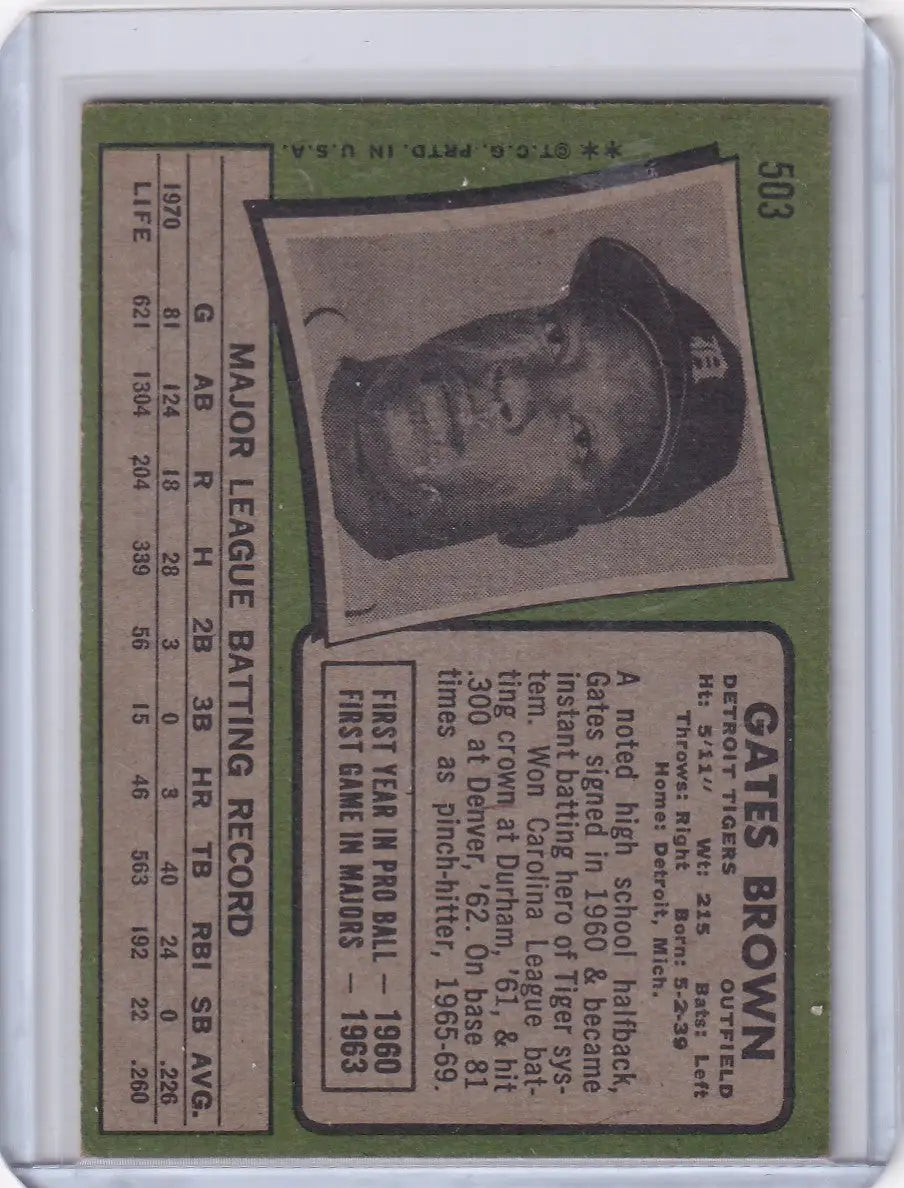 503
** ©T.C.G. PRTD. IN U.S.A.
GATES BROWN
DETROIT TIGERS OUTFIELD
Ht: 5'11" Wt: 215 Bats: Left
Throws: Right Born: 5-2-39
Home: Detroit, Mich.
A noted high school halfback,
Gates signed in 1960 & became
instant batting hero of Tiger sys-
tem. Won Carolina League bat-
ting crown at Durham, '61, & hit
.300 at Denver, '62. On base 81
times as pinch-hitter, 1965-69.
FIRST YEAR IN PRO BALL — 1960
FIRST GAME IN MAJORS — 1963
MAJOR LEAGUE BATTING RECORD
G AB R H 2B 3B HR TB RBI SB AVG.
1970 81 124 18 28 3 0 3 40 24 0 .226
LIFE 621 1304 204 339 56 15 46 563 192 22 .260